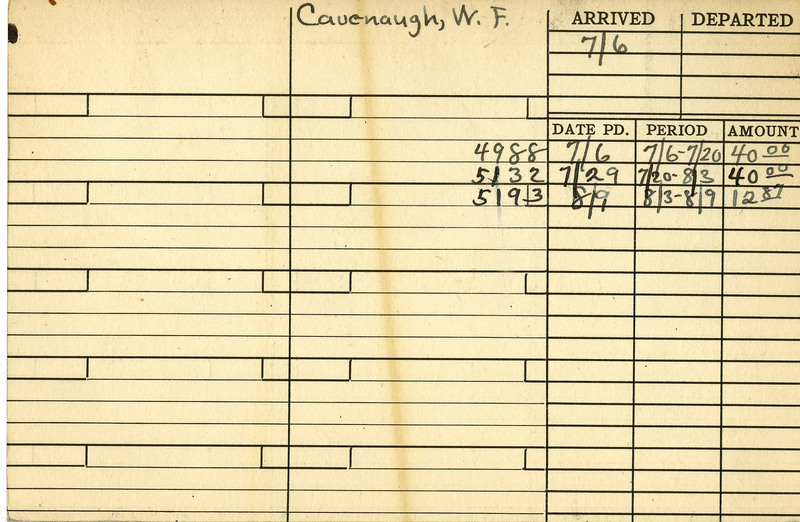 Cavenaugh, W. F.
ARRIVED DEPARTED
7/6
DATE PD. PERIOD AMOUNT
4988 7/6 7/6-7/20 40 00
5132 7/29 7/20-8/3 40 00
5193 8/9 8/3-8/9 12 87